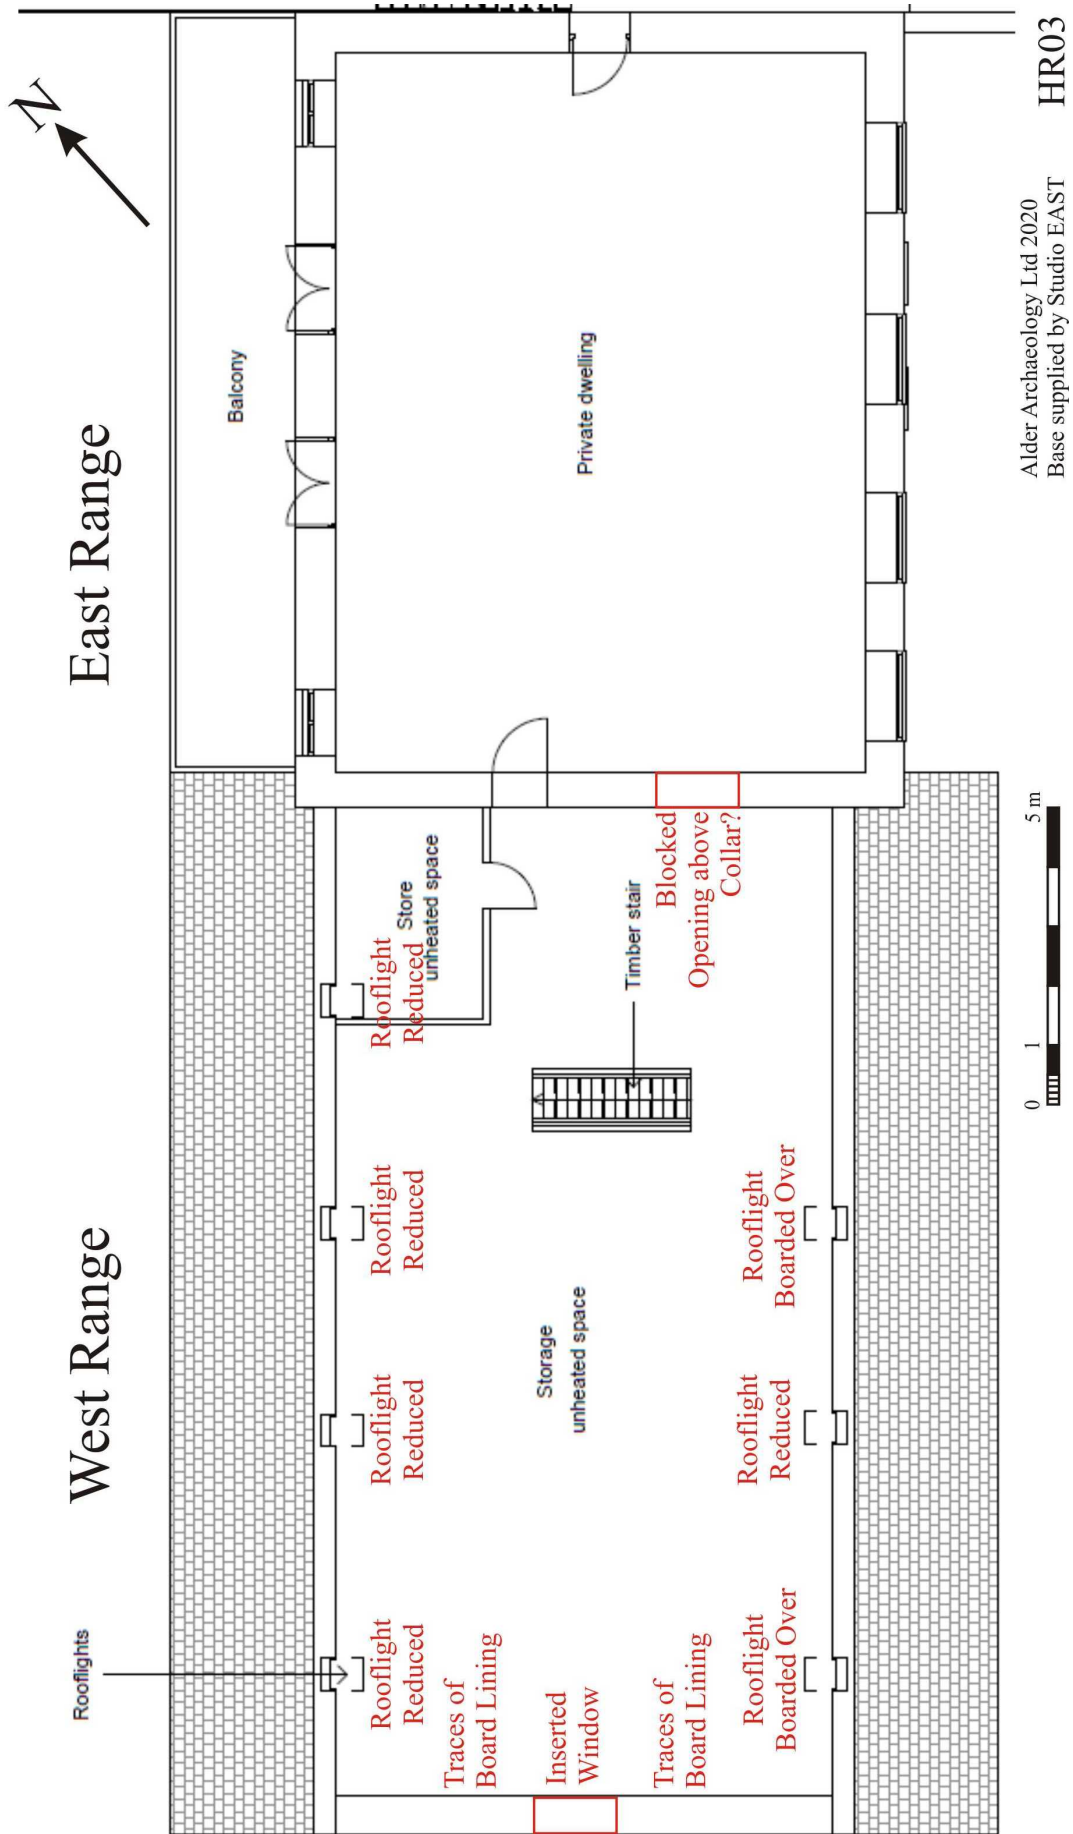 West Range
East Range
N
Rooflights
Balcony
Rooflight
Reduced
Rooflight
Reduced
Rooflight
Reduced
Rooflight
Reduced
Store
unheated space
Traces of
Board Lining
Inserted
Window
Traces of
Board Lining
Storage
unheated space
Timber stair
Private dwelling
Blocked
Opening above
Collar?
Rooflight
Boarded Over
Rooflight
Reduced
Rooflight
Boarded Over
0 1 5 m
Alder Archaeology Ltd 2020
Base supplied by Studio EAST
HR03